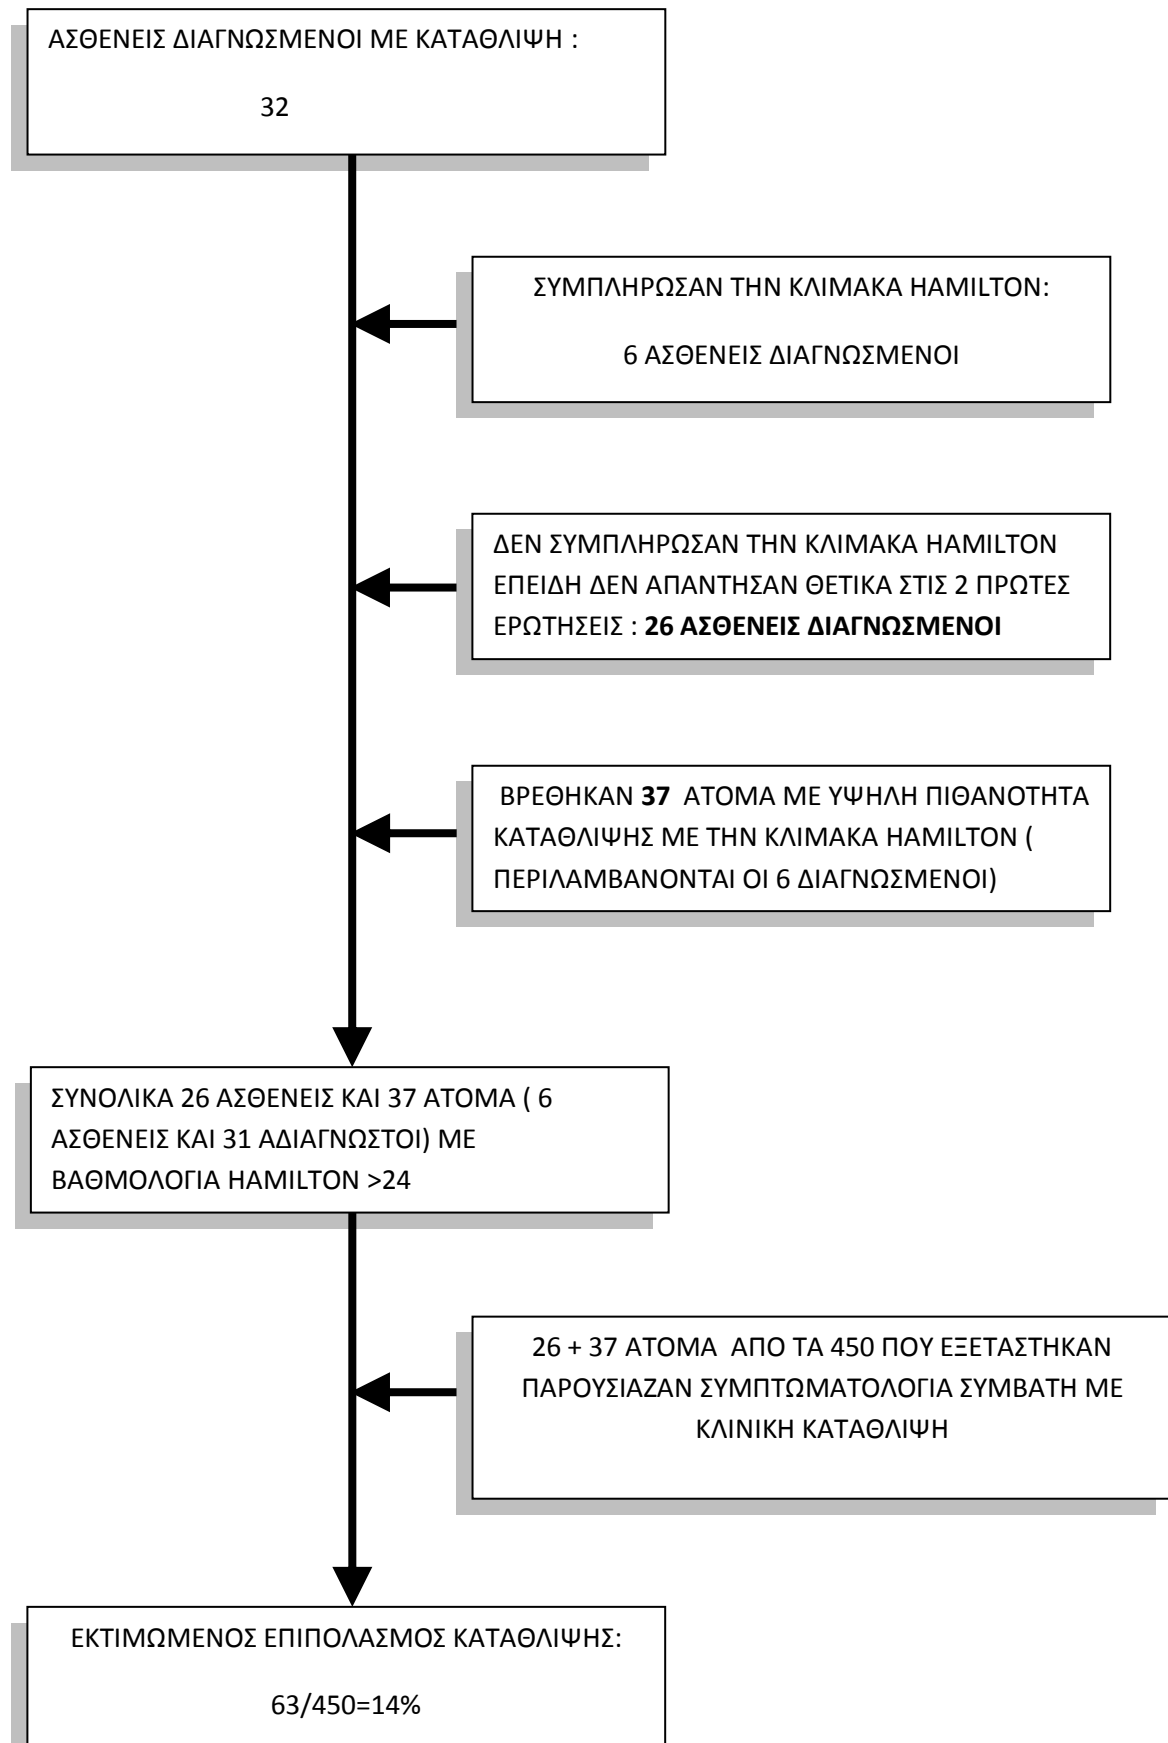 ΑΣΘΕΝΕΙΣ ΔΙΑΓΝΩΣΜΕΝΟΙ ΜΕ ΚΑΤΑΘΛΙΨΗ :
32
ΣΥΜΠΛΗΡΩΣΑΝ ΤΗΝ ΚΛΙΜΑΚΑ HAMILTON:
6 ΑΣΘΕΝΕΙΣ ΔΙΑΓΝΩΣΜΕΝΟΙ
ΔΕΝ ΣΥΜΠΛΗΡΩΣΑΝ ΤΗΝ ΚΛΙΜΑΚΑ HAMILTON
ΕΠΕΙΔΗ ΔΕΝ ΑΠΑΝΤΗΣΑΝ ΘΕΤΙΚΑ ΣΤΙΣ 2 ΠΡΩΤΕΣ
ΕΡΩΤΗΣΕΙΣ : 26 ΑΣΘΕΝΕΙΣ ΔΙΑΓΝΩΣΜΕΝΟΙ
ΒΡΕΘΗΚΑΝ 37 ΑΤΟΜΑ ΜΕ ΥΨΗΛΗ ΠΙΘΑΝΟΤΗΤΑ
ΚΑΤΑΘΛΙΨΗΣ ΜΕ ΤΗΝ ΚΛΙΜΑΚΑ HAMILTON (
ΠΕΡΙΛΑΜΒΑΝΟΝΤΑΙ ΟΙ 6 ΔΙΑΓΝΩΣΜΕΝΟΙ)
ΣΥΝΟΛΙΚΑ 26 ΑΣΘΕΝΕΙΣ ΚΑΙ 37 ΑΤΟΜΑ ( 6
ΑΣΘΕΝΕΙΣ ΚΑΙ 31 ΑΔΙΑΓΝΩΣΤΟΙ) ΜΕ
ΒΑΘΜΟΛΟΓΙΑ HAMILTON >24
26 + 37 ΑΤΟΜΑ ΑΠΟ ΤΑ 450 ΠΟΥ ΕΞΕΤΑΣΤΗΚΑΝ
ΠΑΡΟΥΣΙΑΖΑΝ ΣΥΜΠΤΩΜΑΤΟΛΟΓΙΑ ΣΥΜΒΑΤΗ ΜΕ
ΚΛΙΝΙΚΗ ΚΑΤΑΘΛΙΨΗ
ΕΚΤΙΜΩΜΕΝΟΣ ΕΠΙΠΟΛΑΣΜΟΣ ΚΑΤΑΘΛΙΨΗΣ:
63/450=14%